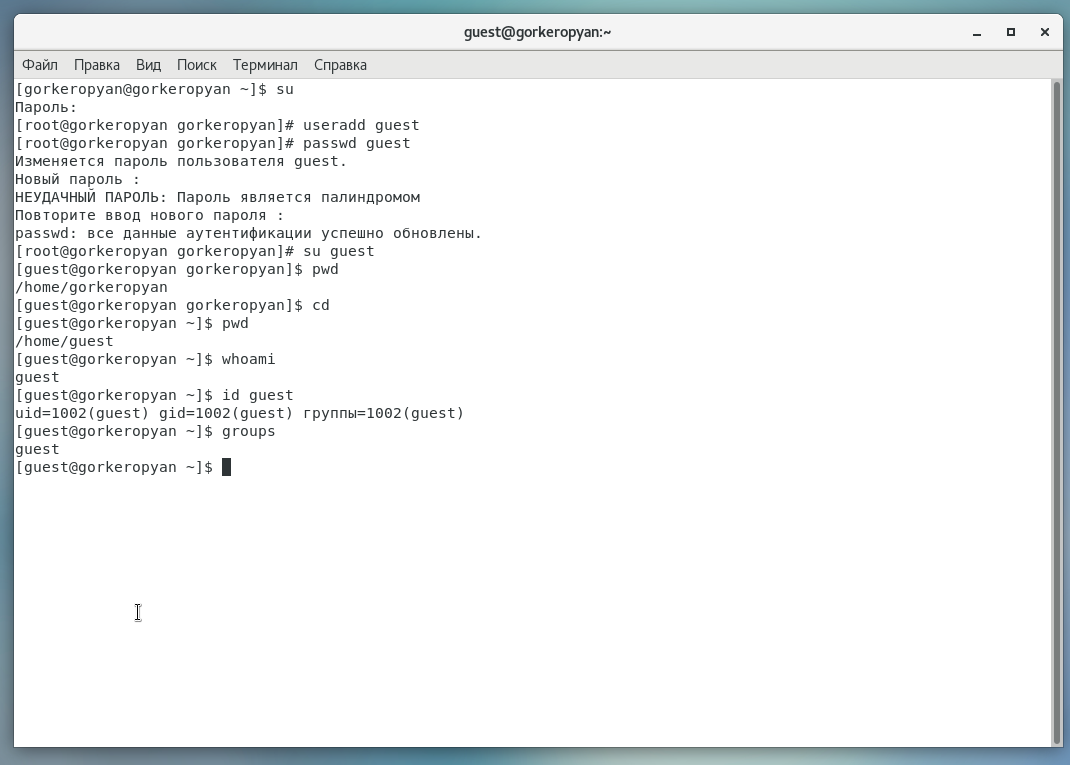 guest@gorkeropyan:~
Файл Правка Вид Поиск Терминал Справка
[gorkeropyan@gorkeropyan ~]$ su
Пароль:
[root@gorkeropyan gorkeropyan]# useradd guest
[root@gorkeropyan gorkeropyan]# passwd guest
Изменяется пароль пользователя guest.
Новый пароль :
НЕУДАЧНЫЙ ПАРОЛЬ: Пароль является палиндромом
Повторите ввод нового пароля :
passwd: все данные аутентификации успешно обновлены.
[root@gorkeropyan gorkeropyan]# su guest
[guest@gorkeropyan gorkeropyan]$ pwd
/home/gorkeropyan
[guest@gorkeropyan gorkeropyan]$ cd
[guest@gorkeropyan ~]$ pwd
/home/guest
[guest@gorkeropyan ~]$ whoami
guest
[guest@gorkeropyan ~]$ id guest
uid=1002(guest) gid=1002(guest) группы=1002(guest)
[guest@gorkeropyan ~]$ groups
guest
[guest@gorkeropyan ~]$